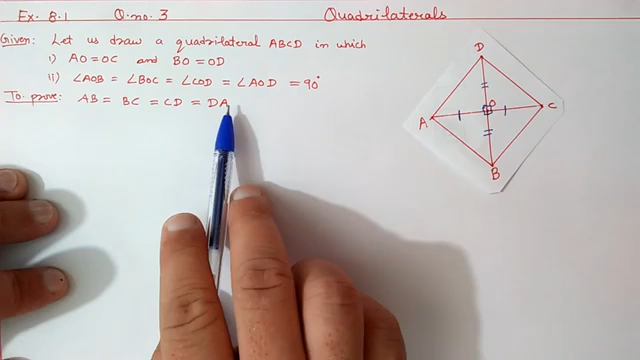 Ex. 8.1 Q.no. 3 Quadrilaterals
Given: Let us draw a quadrilateral ABCD in which
i) AO = OC and BO = OD
ii) ∠AOB = ∠BOC = ∠COD = ∠AOD = 90°
To prove: AB = BC = CD = DA
D
A O C
B